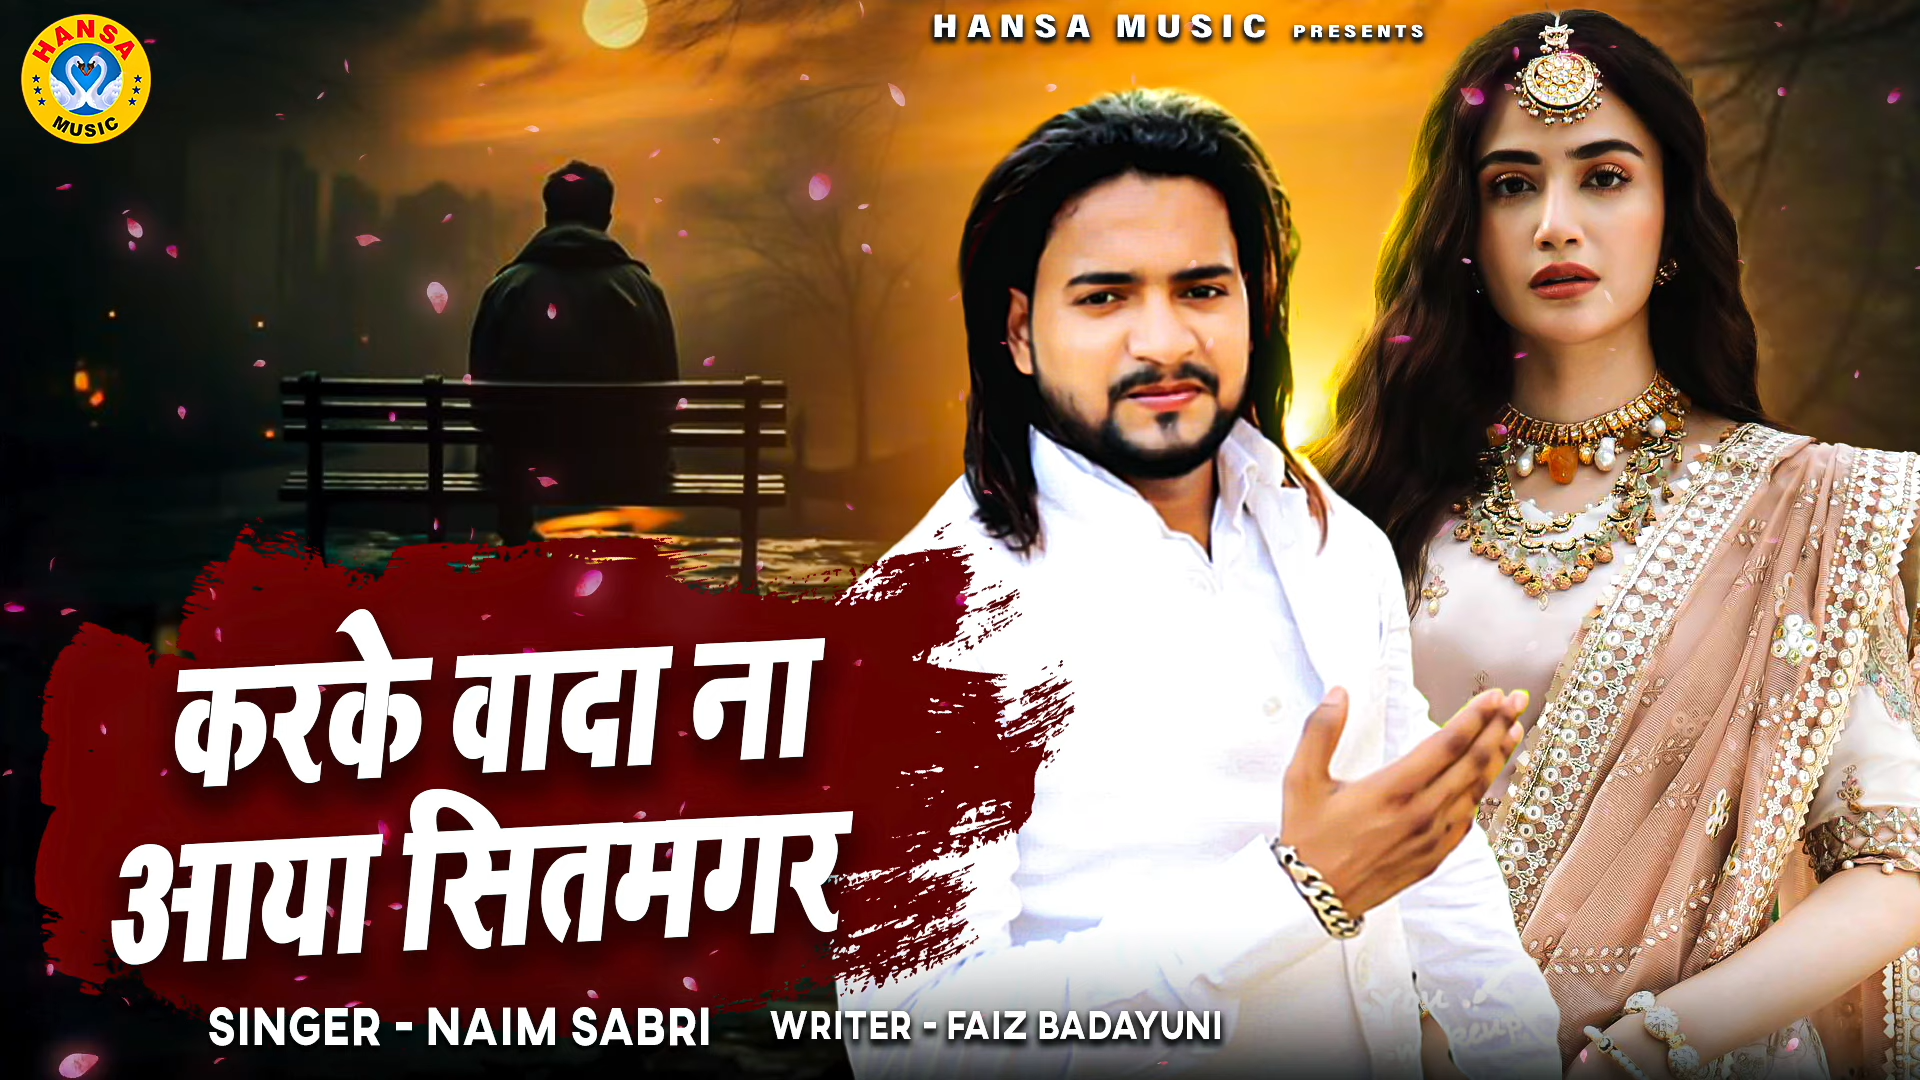 HANSA
MUSIC
HANSA MUSIC PRESENTS
करके वादा ना
आया सितमगर
SINGER - NAIM SABRI
WRITER - FAIZ BADAYUNI